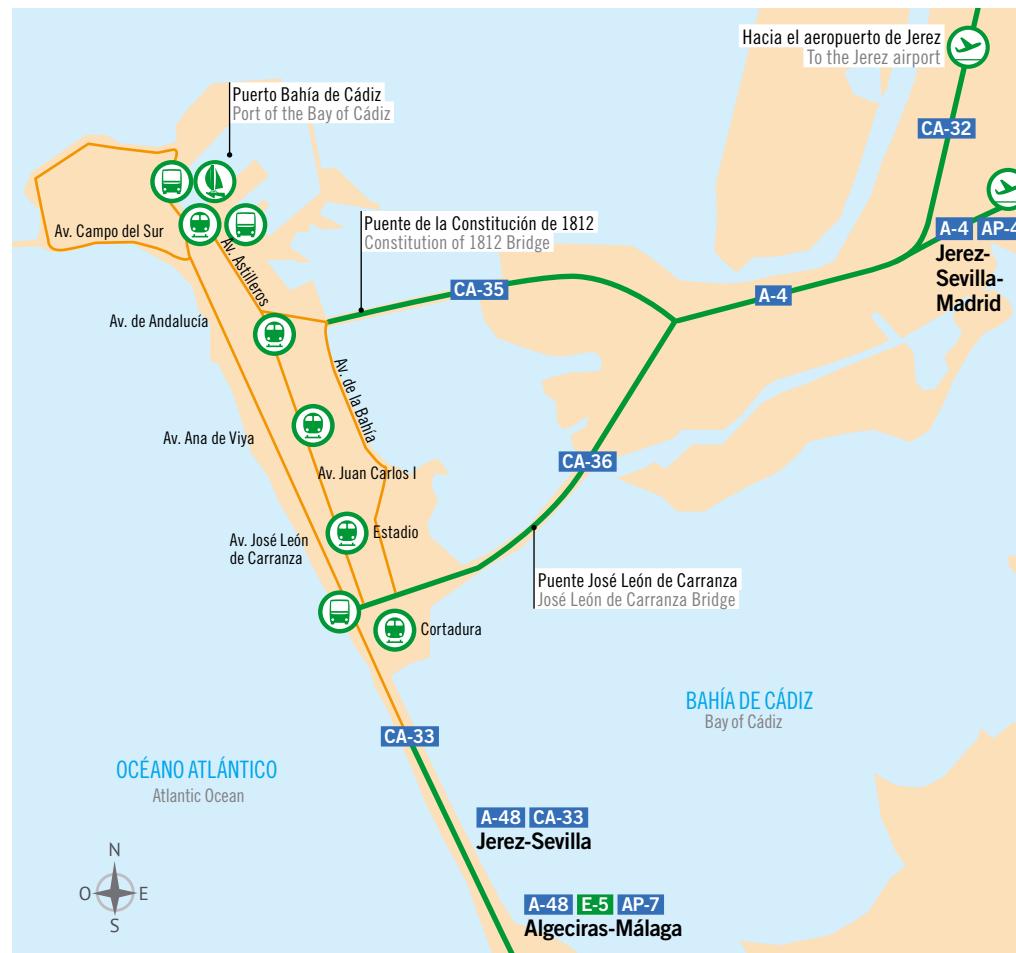 Hacia el aeropuerto de Jerez
To the Jerez airport
Puerto Bahía de Cádiz
Port of the Bay of Cádiz
CA-32
Av. Campo del Sur
Puente de la Constitución de 1812
Constitution of 1812 Bridge
A-4 AP-4
Jerez-
Sevilla-
Madrid
Av. Astilleros
CA-35
A-4
Av. de Andalucía
Av. de la Bahía
Av. Ana de Viya
CA-36
Av. Juan Carlos I
Av. José León
de Carranza
Estadio
Puente José León de Carranza
José León de Carranza Bridge
Cortadura
BAHÍA DE CÁDIZ
Bay of Cádiz
CA-33
OCÉANO ATLÁNTICO
Atlantic Ocean
A-48 CA-33
Jerez-Sevilla
N
O E
S
A-48 E-5 AP-7
Algeciras-Málaga